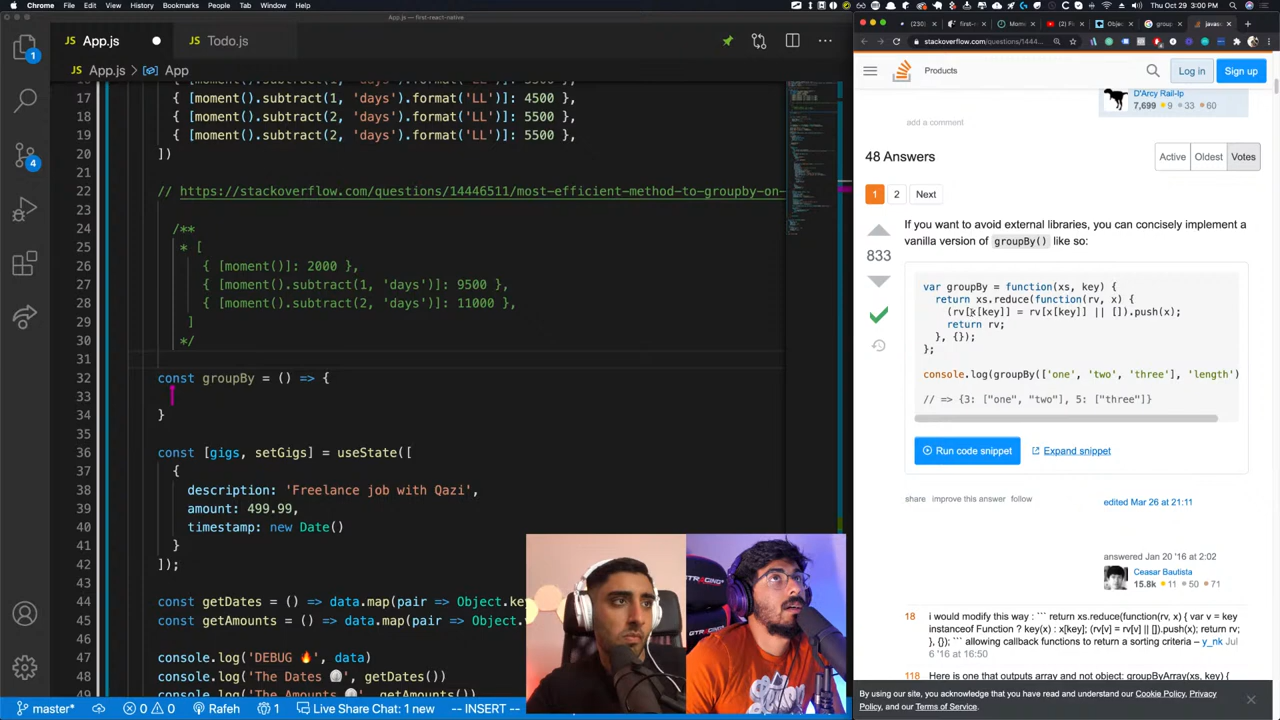 Chrome File Edit View History Bookmarks People Tab Window Help
Thu Oct 29 3:00 PM
App.js — first-react-native
App.js
Todo
App.js > App
{ [moment().subtract(1, 'days').format('LL')]: 4500 },
{ [moment().subtract(2, 'days').format('LL')]: 5500 },
19 { [moment().subtract(2, 'days').format('LL')]: 5500 },
20 ])
21
22 // https://stackoverflow.com/questions/14446511/most-efficient-method-to-groupby-on-
23
24 /**
25 * [
26 { [moment()]: 2000 },
27 { [moment().subtract(1, 'days')]: 9500 },
28 { [moment().subtract(2, 'days')]: 11000 },
29 ]
30 */
31
32 const groupBy = () => {
33
34 }
35
36 const [gigs, setGigs] = useState([
37 {
38 description: 'Freelance job with Qazi',
39 amount: 499.99,
40 timestamp: new Date()
41 }
42 ]);
43
44 const getDates = () => data.map(pair => Object.ke
45 const getAmounts = () => data.map(pair => Object.
46
47 console.log('DATA 🔥', data)
48 console.log('The Dates
49 console.log('The Amounts
master* 0 0 Rafeh 1 Live Share Chat: 1 new -- INSERT --
1
4
stackoverflow.com/questions/1444...
Products
Log in
Sign up
D'Arcy Rail-Ip
7,699 9 33 60
add a comment
48 Answers
Active Oldest Votes
1 2 Next
If you want to avoid external libraries, you can concisely implement a
vanilla version of groupBy() like so:
833
var groupBy = function(xs, key) {
return xs.reduce(function(rv, x) {
(rv[x[key]] = rv[x[key]] || []).push(x);
return rv;
}, {});
};
console.log(groupBy(['one', 'two', 'three'], 'length')
// => {3: ["one", "two"], 5: ["three"]}
Run code snippet
Expand snippet
share improve this answer follow
edited Mar 26 at 21:11
answered Jan 20 '16 at 2:02
Ceasar Bautista
15.8k 11 50 71
18 i would modify this way : ``` return xs.reduce(function(rv, x) { var v = key
instanceof Function ? key(x) : x[key]; (rv[v] = rv[v] || []).push(x); return rv;
}, {}); ``` allowing callback functions to return a sorting criteria – y_nk Jul
6 '16 at 16:50
118 Here is one that outputs array and not object: groupByArray(xs, key) {
By using our site, you acknowledge that you have read and understand our Cookie Policy, Privacy
Policy, and our Terms of Service.